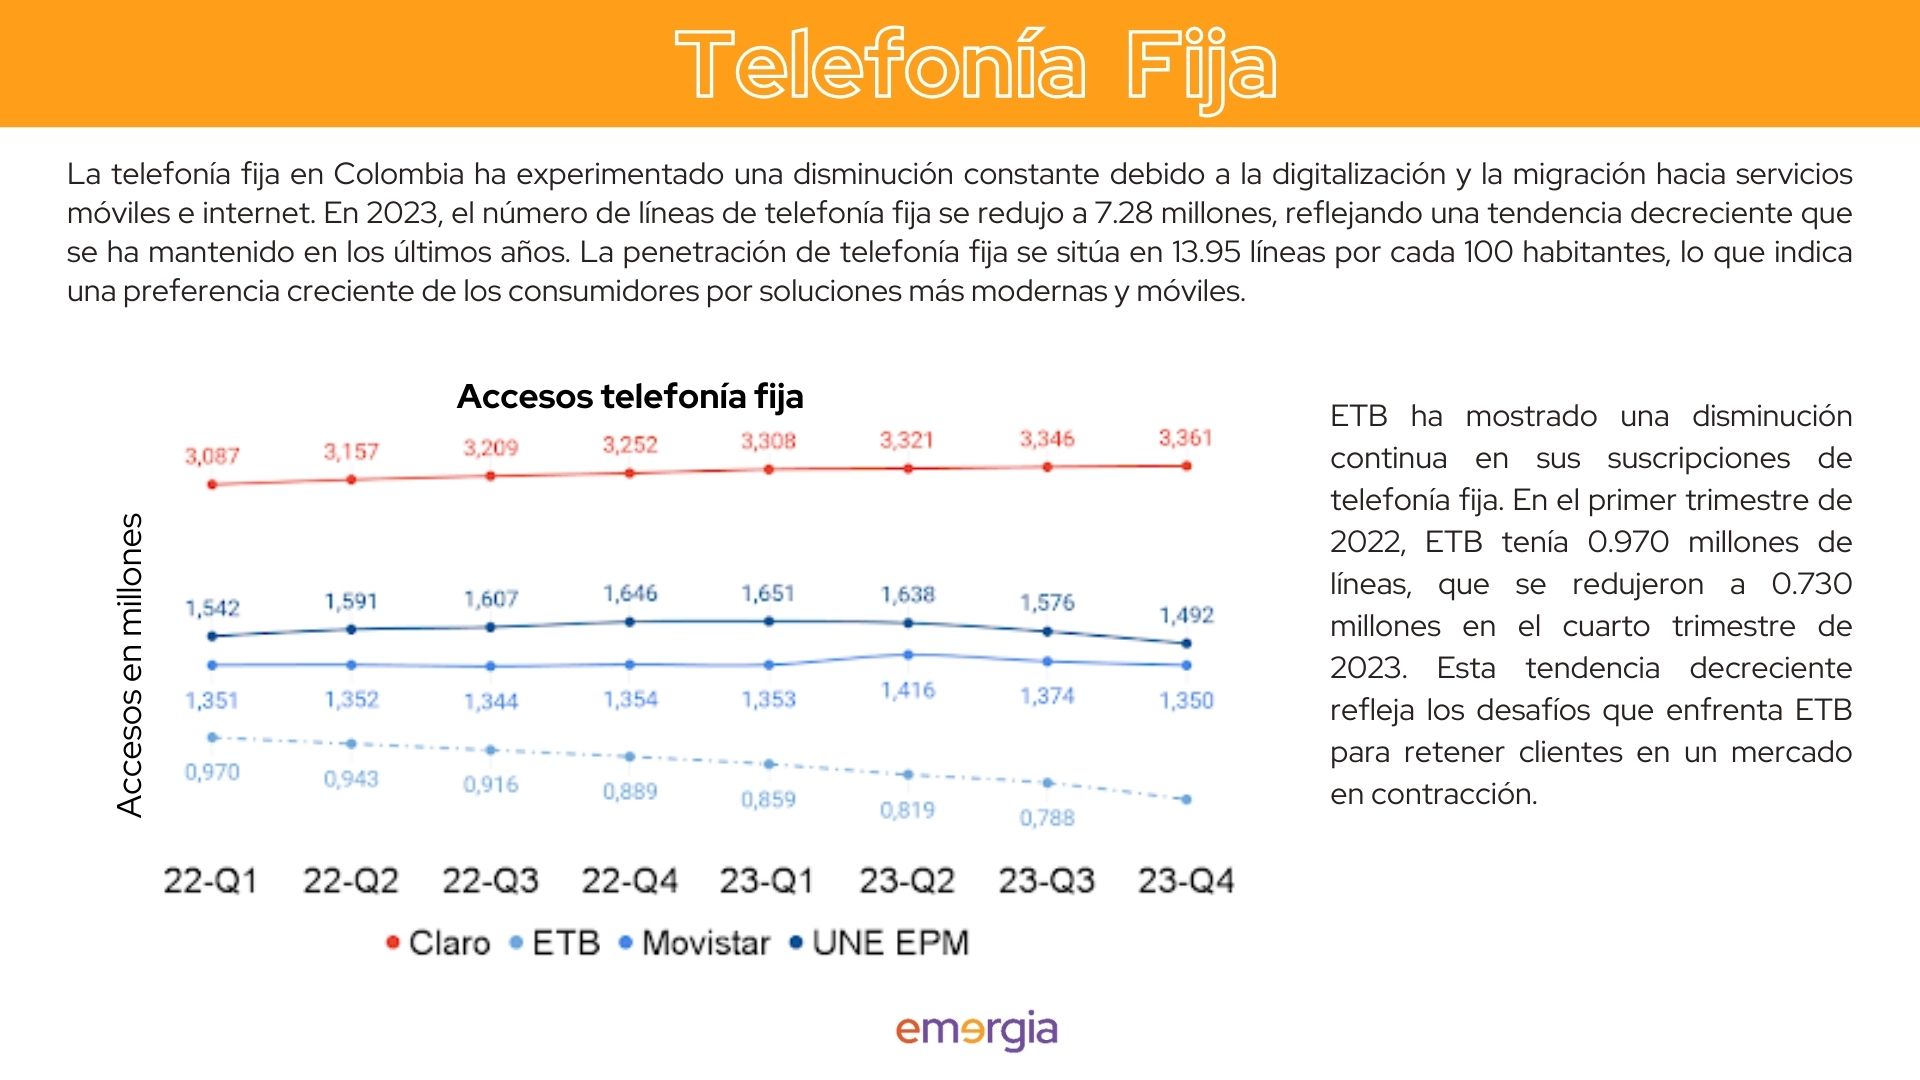 Telefonía Fija
La telefonía fija en Colombia ha experimentado una disminución constante debido a la digitalización y la migración hacia servicios
móviles e internet. En 2023, el número de líneas de telefonía fija se redujo a 7.28 millones, reflejando una tendencia decreciente que
se ha mantenido en los últimos años. La penetración de telefonía fija se sitúa en 13.95 líneas por cada 100 habitantes, lo que indica
una preferencia creciente de los consumidores por soluciones más modernas y móviles.
Accesos telefonía fija
Accesos en millones
3,087 3,157 3,209 3,252 3,308 3,321 3,346 3,361
1,542 1,591 1,607 1,646 1,651 1,638 1,576 1,492
1,351 1,352 1,344 1,354 1,353 1,416 1,374 1,350
0,970 0,943 0,916 0,889 0,859 0,819 0,788
22-Q1 22-Q2 22-Q3 22-Q4 23-Q1 23-Q2 23-Q3 23-Q4
Claro ETB Movistar UNE EPM
ETB ha mostrado una disminución
continua en sus suscripciones de
telefonía fija. En el primer trimestre de
2022, ETB tenía 0.970 millones de
líneas, que se redujeron a 0.730
millones en el cuarto trimestre de
2023. Esta tendencia decreciente
refleja los desafíos que enfrenta ETB
para retener clientes en un mercado
en contracción.
emergia